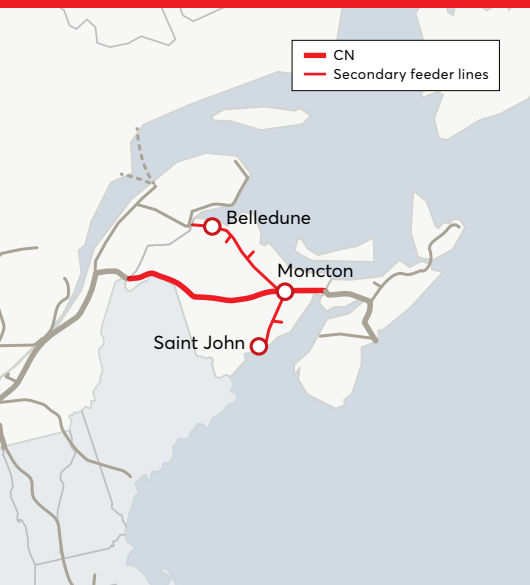 CN
Secondary feeder lines
Belledune
Moncton
Saint John